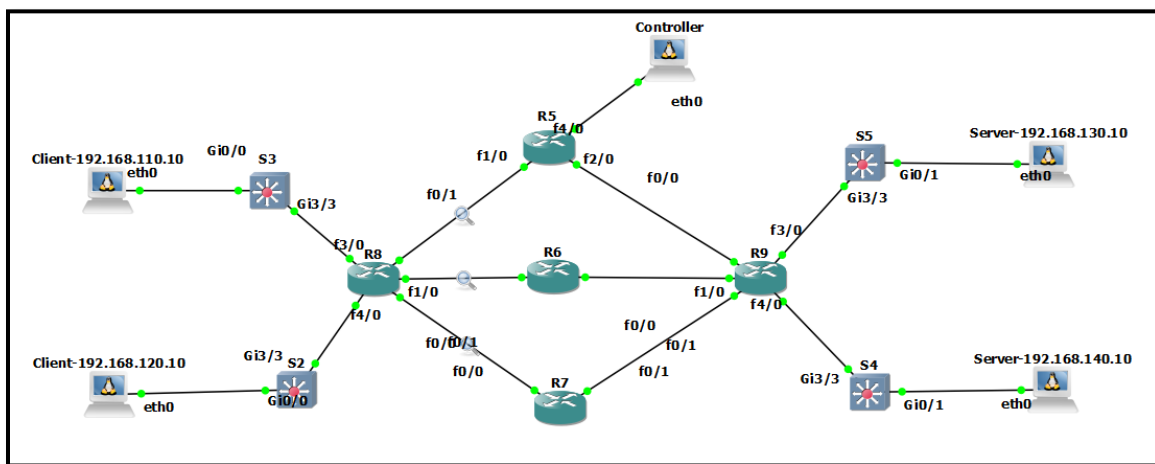 Controller
eth0
R5
f4/0
f1/0
f2/0
f0/0
f0/1
Client-192.168.110.10
eth0
Gi0/0
S3
Gi3/3
S5
Server-192.168.130.10
Gi0/1
eth0
Gi3/3
f3/0
R8
f1/0
f4/0
R6
R9
f3/0
f1/0
f4/0
f0/0
f0/1
f0/0
R7
f0/0
f0/1
f0/1
Client-192.168.120.10
eth0
Gi3/3
S2
Gi0/0
Server-192.168.140.10
S4
Gi3/3
Gi0/1
eth0